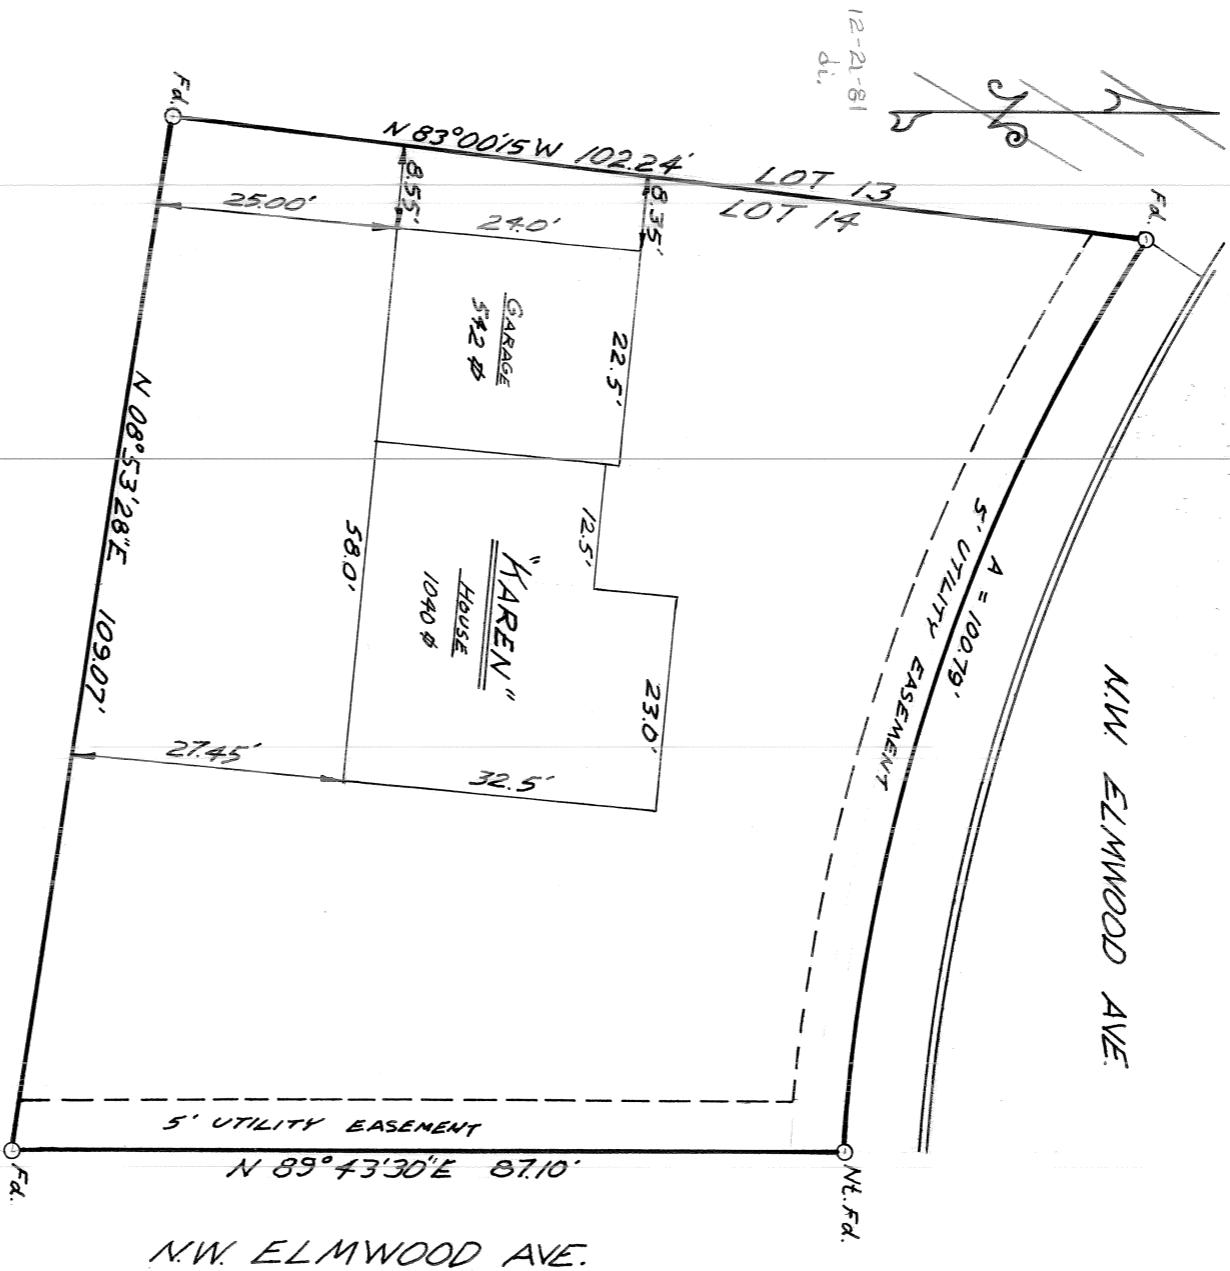 12-21-81
di.
N
Fd.
N 83°00'15 W 102.24'
LOT 13
LOT 14
Fd.
8.55'
8.35'
25.00'
24.0'
GARAGE
542 ⌗
22.5'
N 08°53'28"E 109.07'
58.0'
12.5'
"KAREN"
HOUSE
1040 ⌗
23.0'
27.45'
32.5'
A = 100.79'
5' UTILITY EASEMENT
N.W. ELMWOOD AVE.
5' UTILITY EASEMENT
N 89°43'30"E 87.10'
Fd.
Nt. Fd.
N.W. ELMWOOD AVE.